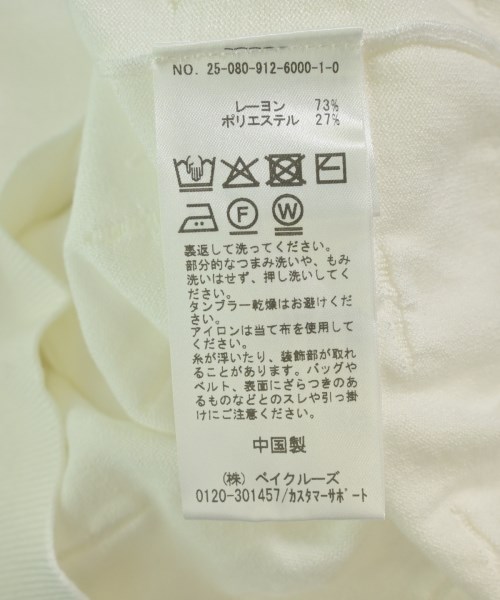 NO. 25-080-912-6000-1-0
レーヨン 73%
ポリエステル 27%
F W
裏返して洗ってください。
部分的なつまみ洗いや、もみ
洗いはせず、押し洗いしてく
ださい。
タンブラー乾燥はお避けくだ
さい。
アイロンは当て布を使用して
ください。
糸が浮いたり、装飾部が取れ
ることがあります。バッグや
ベルト、表面にざらつきのあ
るものなどとのスレや引っ掛
けにご注意ください。
中国製
(株) ベイクルーズ
0120-301457/カスタマーサポート